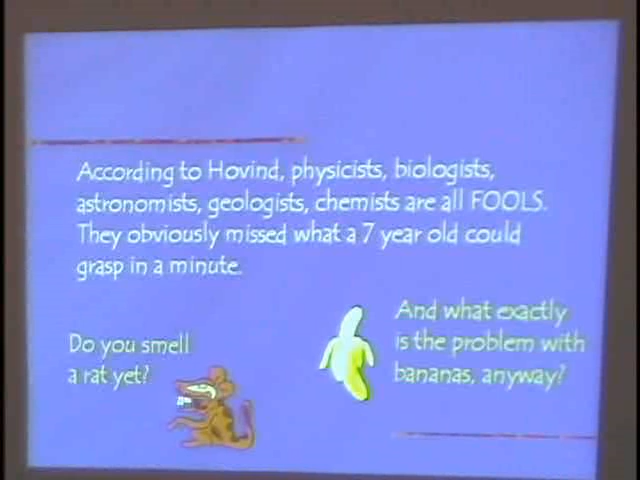 According to Hovind, physicists, biologists,
astronomists, geologists, chemists are all FOOLS.
They obviously missed what a 7 year old could
grasp in a minute.
Do you smell
a rat yet?
And what exactly
is the problem with
bananas, anyway?